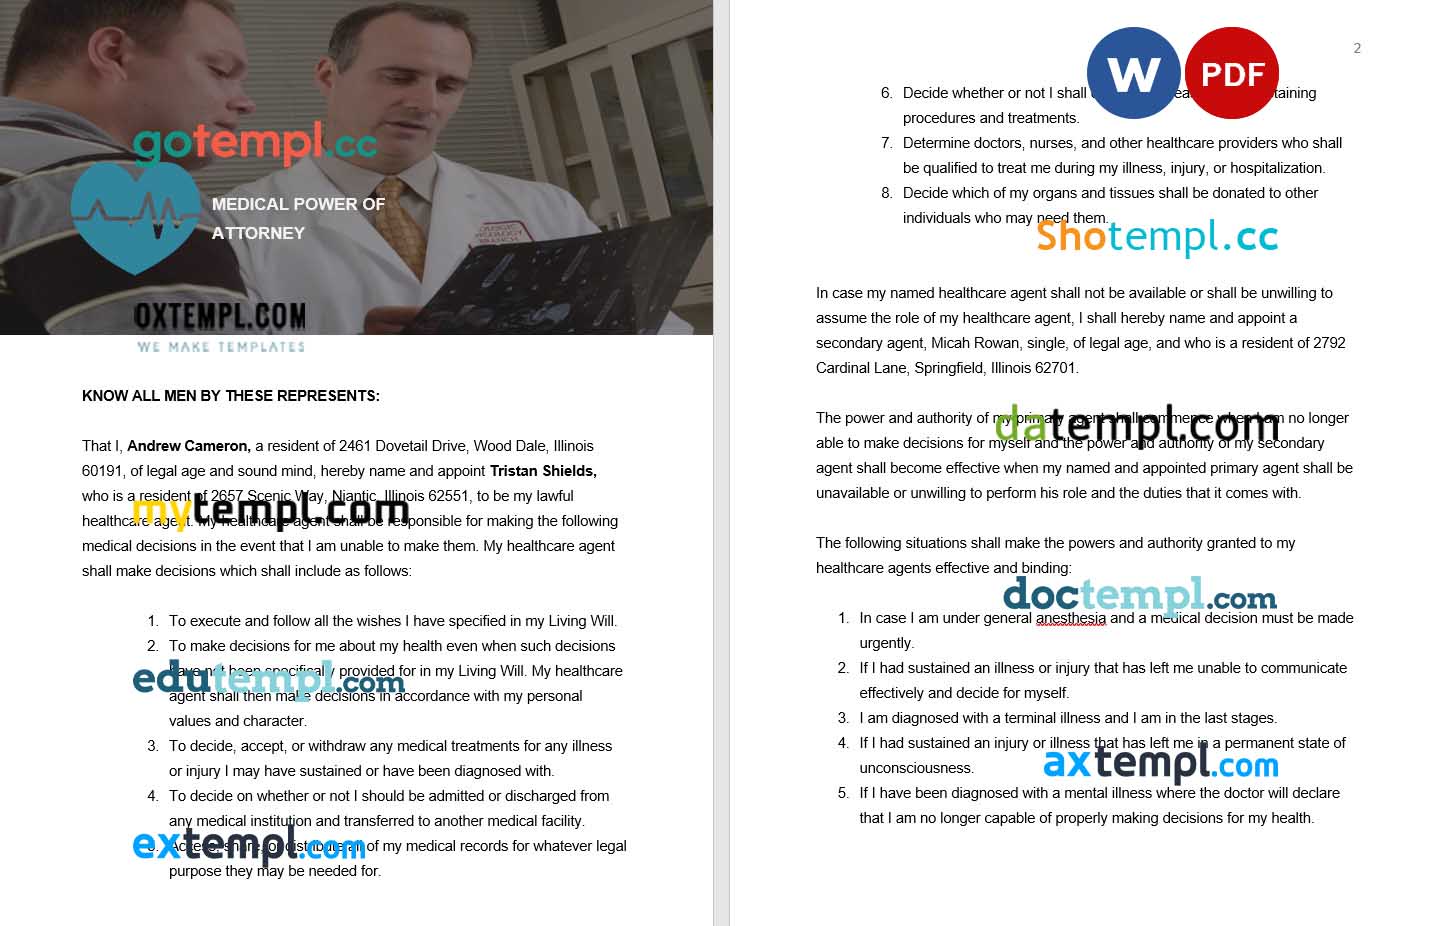 gotempl.cc
MEDICAL POWER OF
ATTORNEY
OXTEMPL.COM
WE MAKE TEMPLATES
KNOW ALL MEN BY THESE REPRESENTS:
That I, Andrew Cameron, a resident of 2461 Dovetail Drive, Wood Dale, Illinois
60191, of legal age and sound mind, hereby name and appoint Tristan Shields,
who is a resident of 2657 Scenic Way, Niantic, Illinois 62551, to be my lawful
mytempl.com
healthcare agent. My healthcare agent shall be responsible for making the following
medical decisions in the event that I am unable to make them. My healthcare agent
shall make decisions which shall include as follows:
1. To execute and follow all the wishes I have specified in my Living Will.
2. To make decisions for me about my health even when such decisions
have not been specifically provided for in my Living Will. My healthcare
edutempl.com
agent shall then make decisions in accordance with my personal
values and character.
3. To decide, accept, or withdraw any medical treatments for any illness
or injury I may have sustained or have been diagnosed with.
4. To decide on whether or not I should be admitted or discharged from
any medical institution and transferred to another medical facility.
extempl.com
5. Access, share, or distribute all of my medical records for whatever legal
purpose they may be needed for.
2
W PDF
6. Decide whether or not I shall taining
procedures and treatments.
7. Determine doctors, nurses, and other healthcare providers who shall
be qualified to treat me during my illness, injury, or hospitalization.
8. Decide which of my organs and tissues shall be donated to other
individuals who may need them.
Shotempl.cc
In case my named healthcare agent shall not be available or shall be unwilling to
assume the role of my healthcare agent, I shall hereby name and appoint a
secondary agent, Micah Rowan, single, of legal age, and who is a resident of 2792
Cardinal Lane, Springfield, Illinois 62701.
The power and authority of my primary agent shall commence when I am no longer
datempl.com
able to make decisions for myself and the power and authority of my secondary
agent shall become effective when my named and appointed primary agent shall be
unavailable or unwilling to perform his role and the duties that it comes with.
The following situations shall make the powers and authority granted to my
healthcare agents effective and binding:
doctempl.com
1. In case I am under general anesthesia and a medical decision must be made
urgently.
2. If I had sustained an illness or injury that has left me unable to communicate
effectively and decide for myself.
3. I am diagnosed with a terminal illness and I am in the last stages.
4. If I had sustained an injury or illness that has left me in a permanent state of
unconsciousness.
axtempl.com
5. If I have been diagnosed with a mental illness where the doctor will declare
that I am no longer capable of properly making decisions for my health.